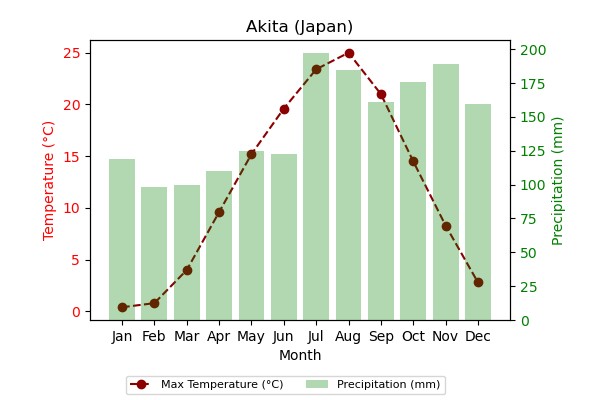 Akita (Japan)
25
20
15
10
5
0
Temperature (°C)
200
175
150
125
100
75
50
25
0
Precipitation (mm)
Jan Feb Mar Apr May Jun Jul Aug Sep Oct Nov Dec
Month
Max Temperature (°C) Precipitation (mm)